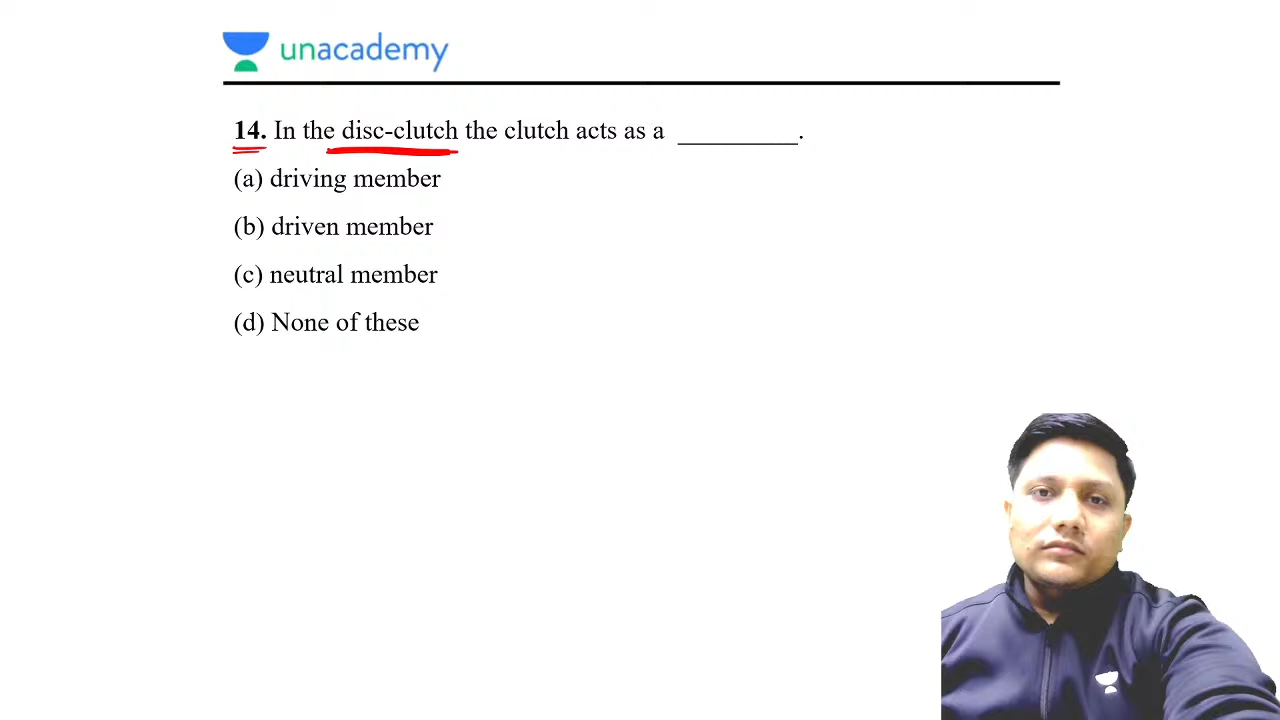 unacademy
14. In the disc-clutch the clutch acts as a _________.
(a) driving member
(b) driven member
(c) neutral member
(d) None of these